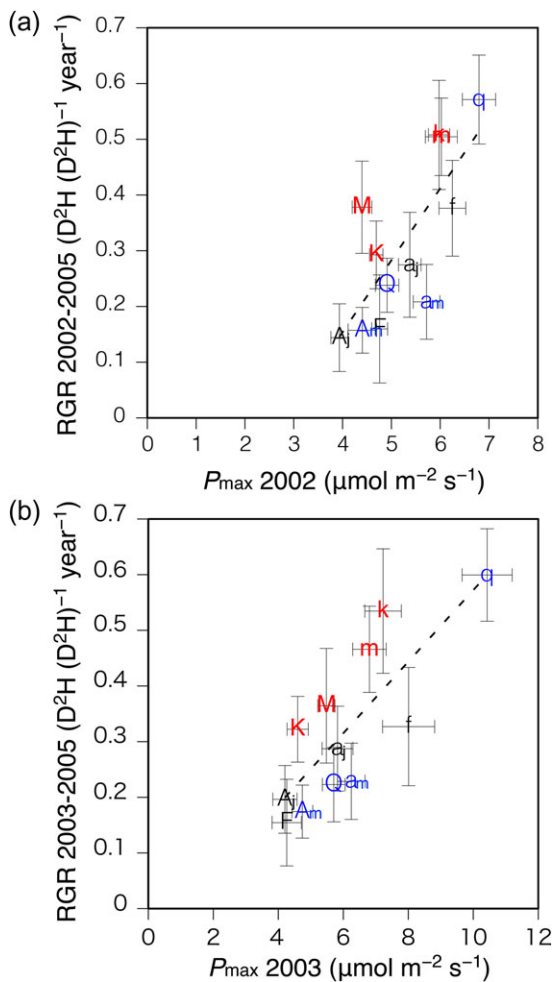 (a)
RGR 2002-2005 (D²H (D²H)⁻¹ year⁻¹)
0.7
0.6
0.5
0.4
0.3
0.2
0.1
0
q
k m
M
f
K
aj
Q
am
F
Am
Aj
0 1 2 3 4 5 6 7 8
Pmax 2002 (μmol m⁻² s⁻¹)
(b)
RGR 2003-2005 (D²H (D²H)⁻¹ year⁻¹)
0.7
0.6
0.5
0.4
0.3
0.2
0.1
0
q
k
m
M
K
f
aj
Q am
Aj
Am
F
0 2 4 6 8 10 12
Pmax 2003 (μmol m⁻² s⁻¹)